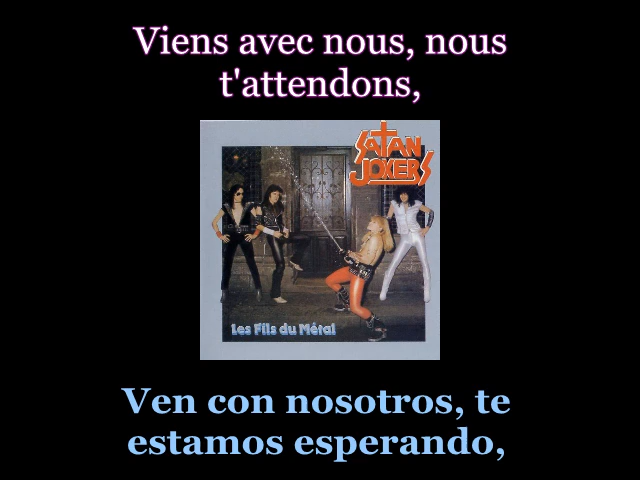 Viens avec nous, nous
t'attendons,
SATAN
JOKERS
Les Fils du Métal
Ven con nosotros, te
estamos esperando,